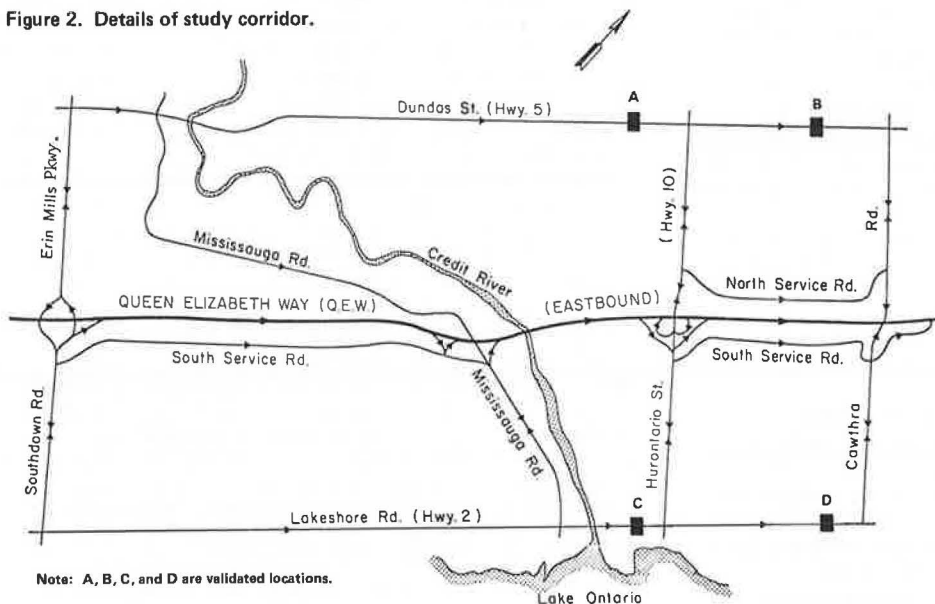 Figure 2. Details of study corridor.
A
B
Dundas St. (Hwy. 5)
Erin Mills Pkwy.
(Hwy. 10)
Rd.
Mississauga Rd.
Credit River
North Service Rd.
QUEEN ELIZABETH WAY (Q.E.W.)
(EASTBOUND)
South Service Rd.
South Service Rd.
Southdown Rd.
Mississauga Rd.
Hurontario St.
Cawthra
C
D
Lakeshore Rd. (Hwy. 2)
Note: A, B, C, and D are validated locations.
Lake Ontario